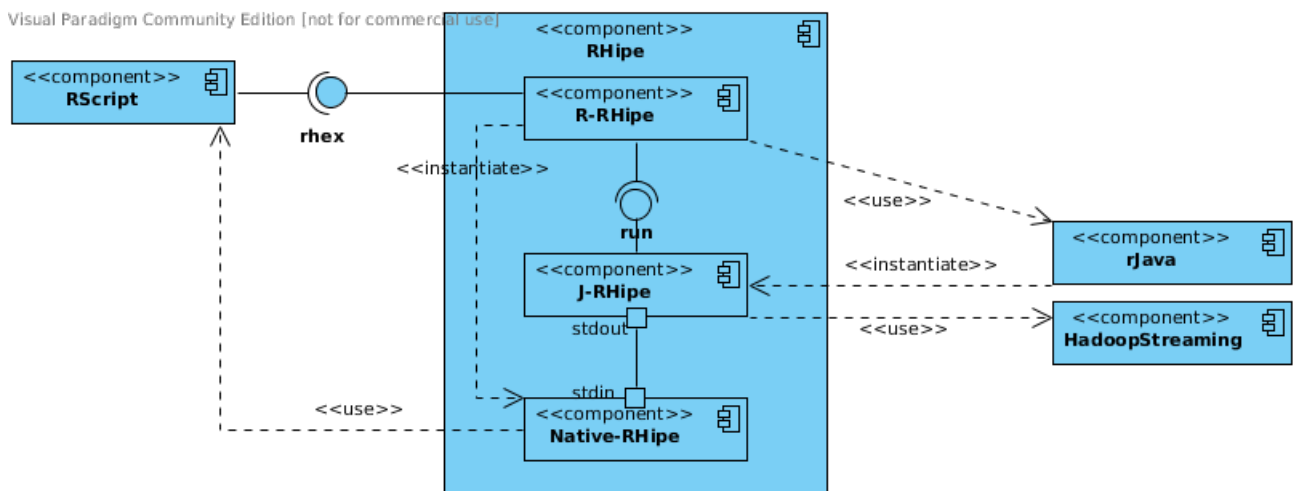 Visual Paradigm Community Edition [not for commercial use]
<<component>>
RHipe
<<component>>
RScript
<<component>>
R-RHipe
rhex
<<instantiate>>
<<use>>
run
<<component>>
rJava
<<instantiate>>
<<component>>
J-RHipe
stdout
<<use>>
<<component>>
HadoopStreaming
stdin
<<use>>
<<component>>
Native-RHipe